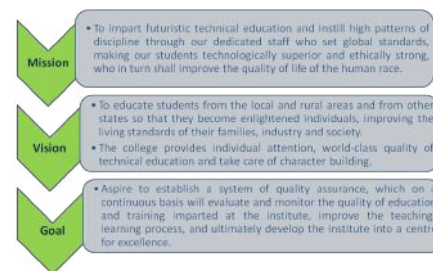 Mission
• To impart futuristic technical education and instill high patterns of
discipline through our dedicated staff who set global standards,
making our students technologically superior and ethically strong,
who in turn shall improve the quality of life of the human race.
Vision
• To educate students from the local and rural areas and from other
states so that they become enlightened individuals, improving the
living standards of their families, industry and society.
• The college provides individual attention, world-class quality of
technical education and take care of character building.
Goal
• Aspire to establish a system of quality assurance, which on a
continuous basis will evaluate and monitor the quality of education
and training imparted at the institute, improve the teaching
learning process, and ultimately develop the institute into a centre
for excellence.